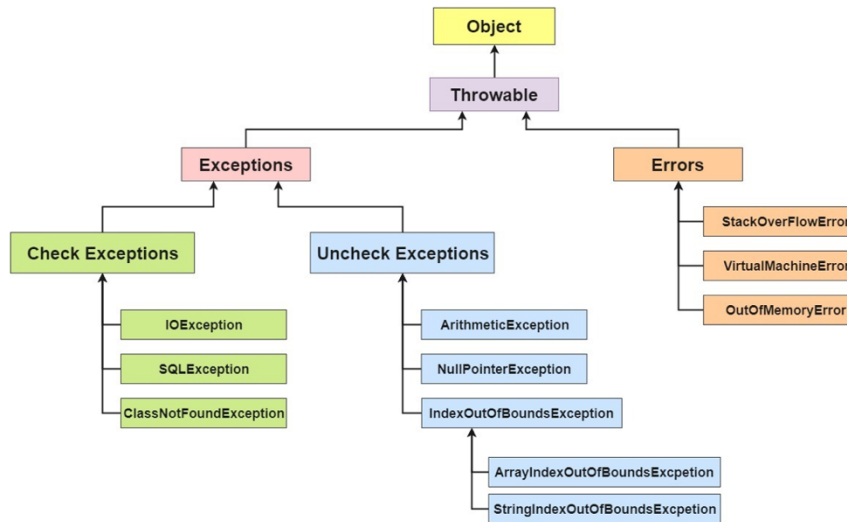 Object
Throwable
Exceptions
Errors
StackOverFlowError
Check Exceptions
Uncheck Exceptions
VirtualMachineError
OutOfMemoryError
IOException
ArithmeticException
SQLException
NullPointerException
ClassNotFoundException
IndexOutOfBoundsException
ArrayIndexOutOfBoundsExcpetion
StringIndexOutOfBoundsExcpetion